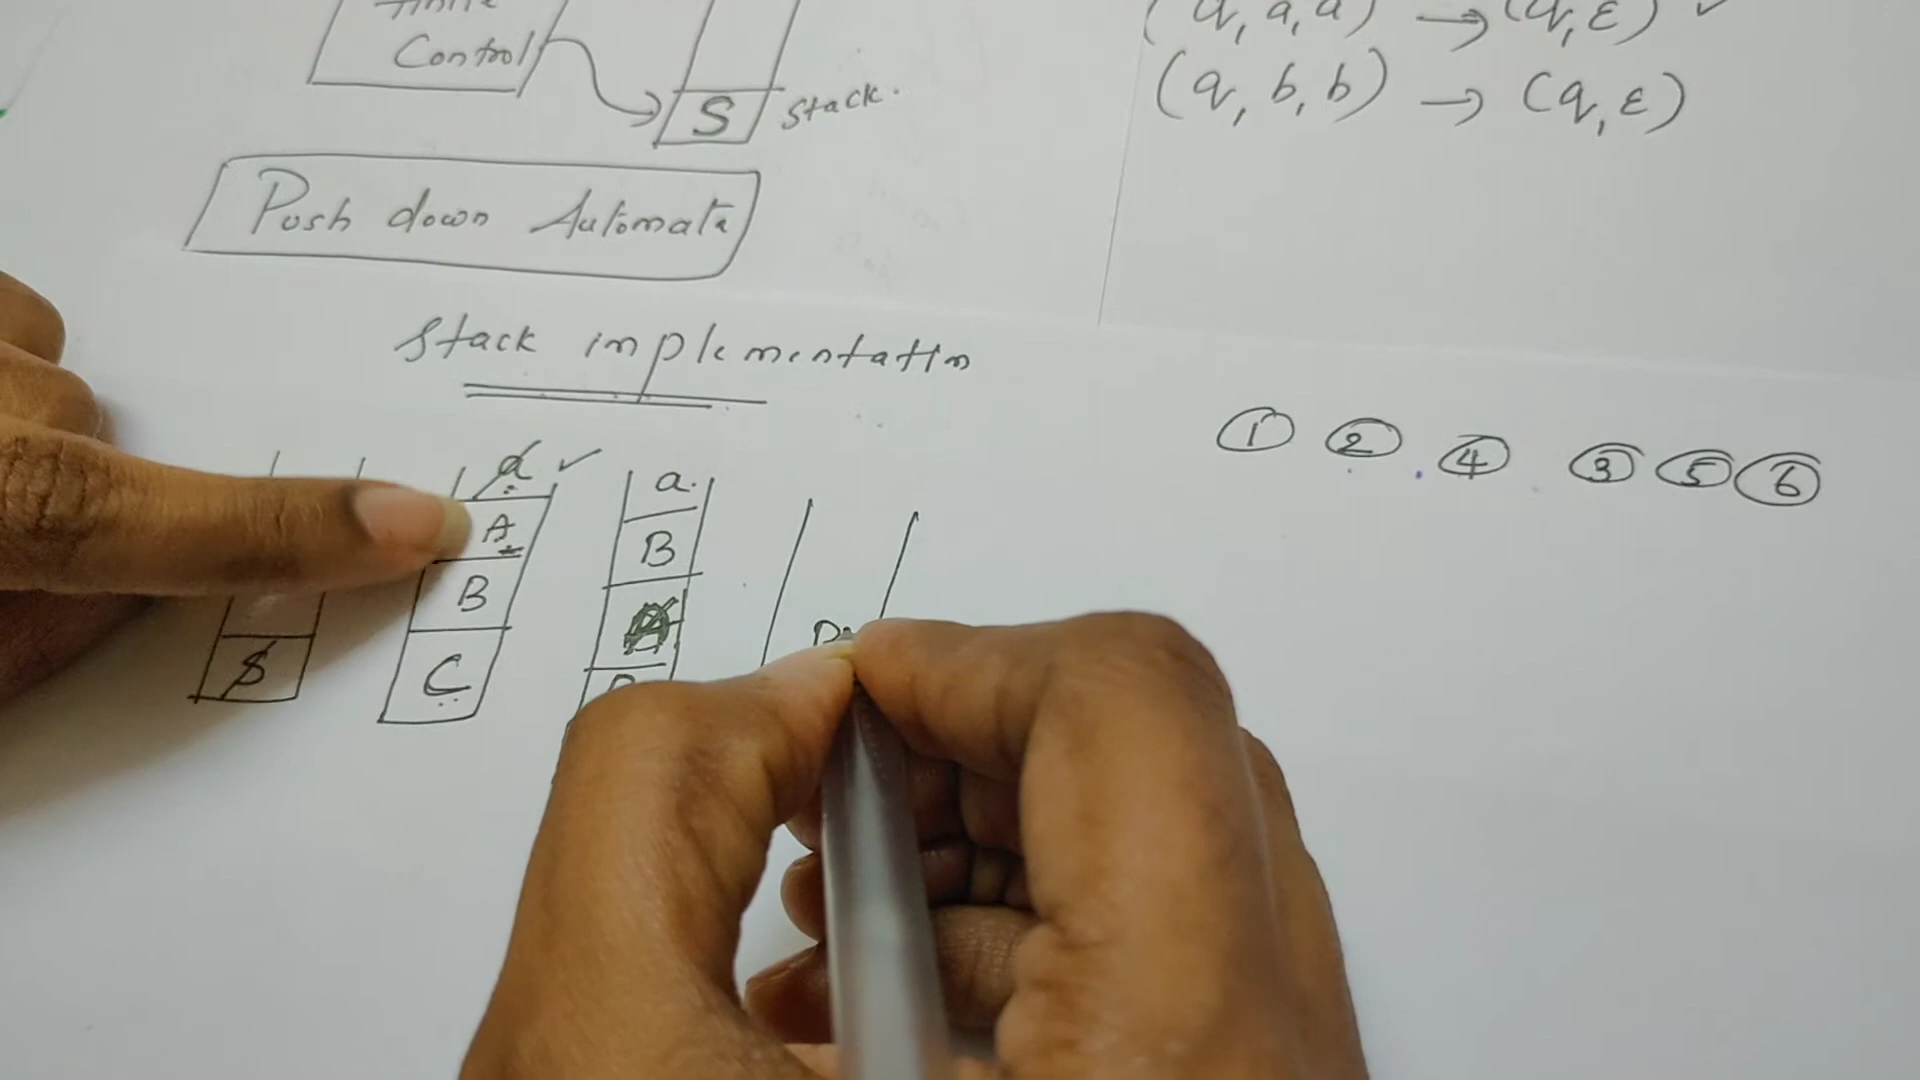 Control
S stack.
(q, a, a) → (q, ε) ✓
(q, b, b) → (q, ε)
Push down Automata
Stack implementation
① ② ④ ③ ⑤ ⑥
$
a ✓
A
B
C
a.
B